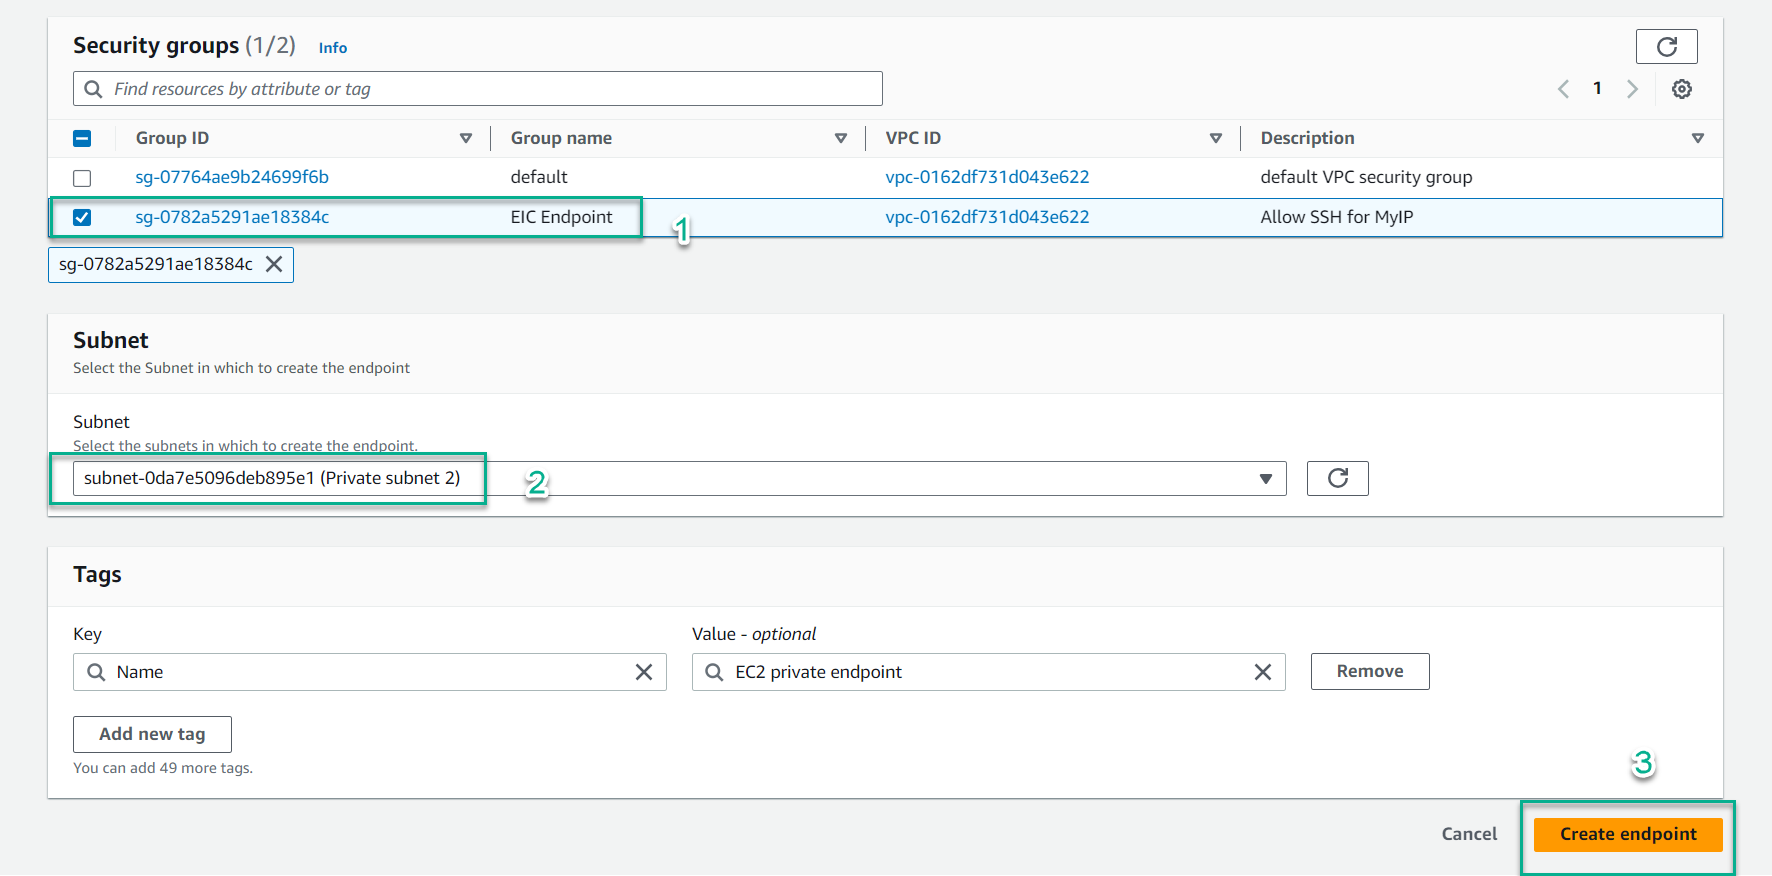 Security groups (1/2) Info
Find resources by attribute or tag
1
Group ID Group name VPC ID Description
sg-07764ae9b24699f6b default vpc-0162df731d043e622 default VPC security group
sg-0782a5291ae18384c EIC Endpoint vpc-0162df731d043e622 Allow SSH for MyIP
1
sg-0782a5291ae18384c
Subnet
Select the Subnet in which to create the endpoint
Subnet
Select the subnets in which to create the endpoint.
subnet-0da7e5096deb895e1 (Private subnet 2)
2
Tags
Key Value - optional
Name EC2 private endpoint Remove
Add new tag
You can add 49 more tags.
3
Cancel Create endpoint